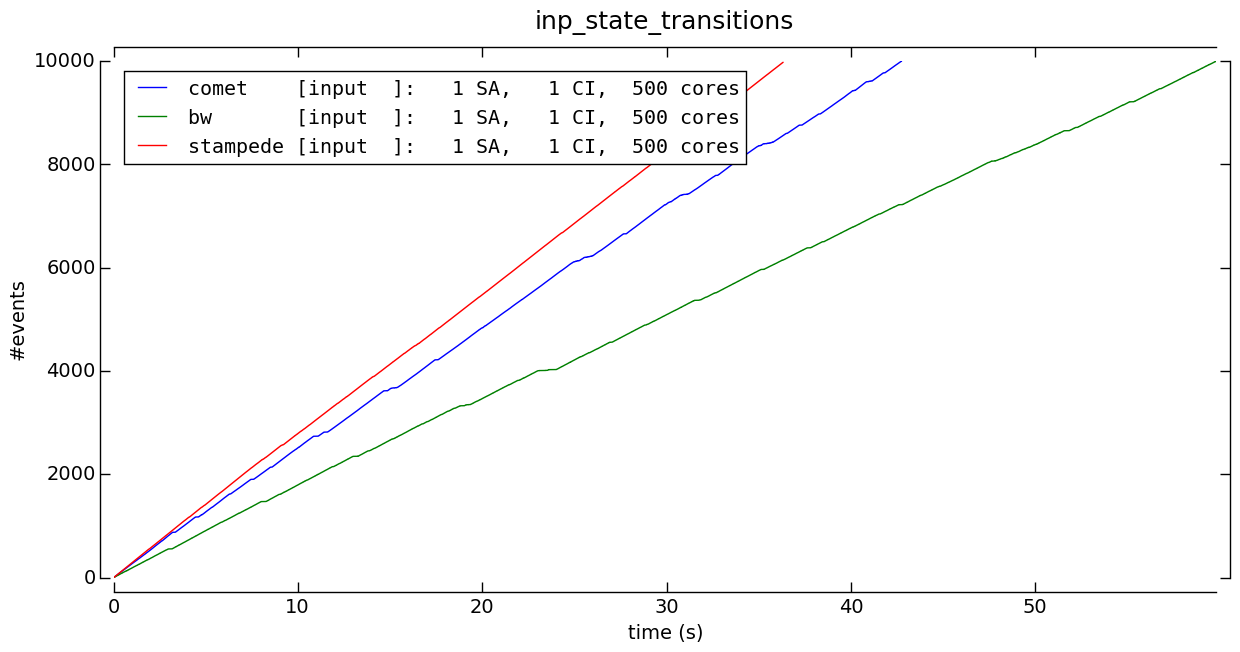 inp_state_transitions
10000
8000
6000
4000
2000
0
#events
comet    [input  ]:   1 SA,   1 CI,  500 cores
bw       [input  ]:   1 SA,   1 CI,  500 cores
stampede [input  ]:   1 SA,   1 CI,  500 cores
0 10 20 30 40 50
time (s)